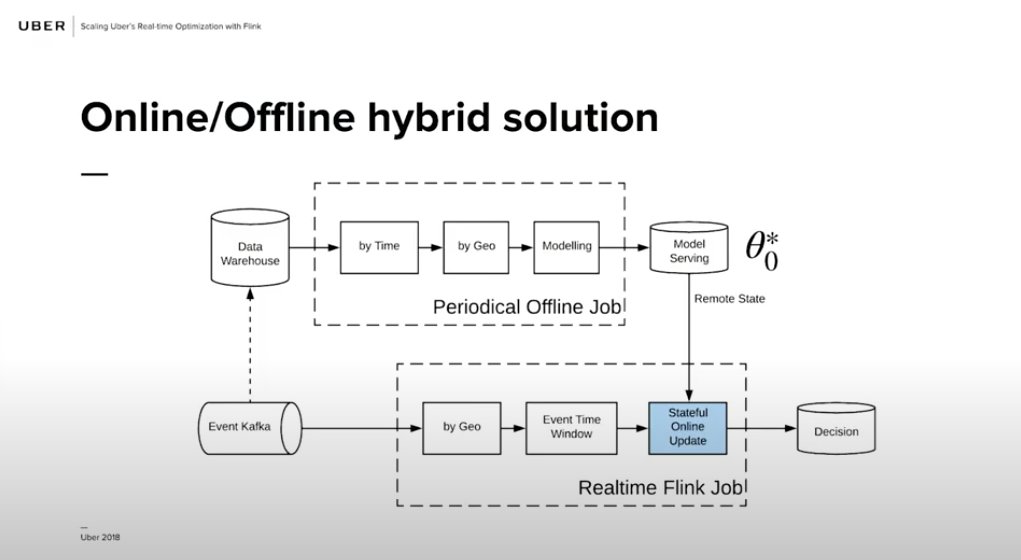 UBER
Scaling Uber's Real-time Optimization with Flink
Online/Offline hybrid solution
Data
Warehouse
by Time
by Geo
Modelling
Model
Serving
θ₀*
Periodical Offline Job
Remote State
Event Kafka
by Geo
Event Time
Window
Stateful
Online
Update
Decision
Realtime Flink Job
Uber 2018